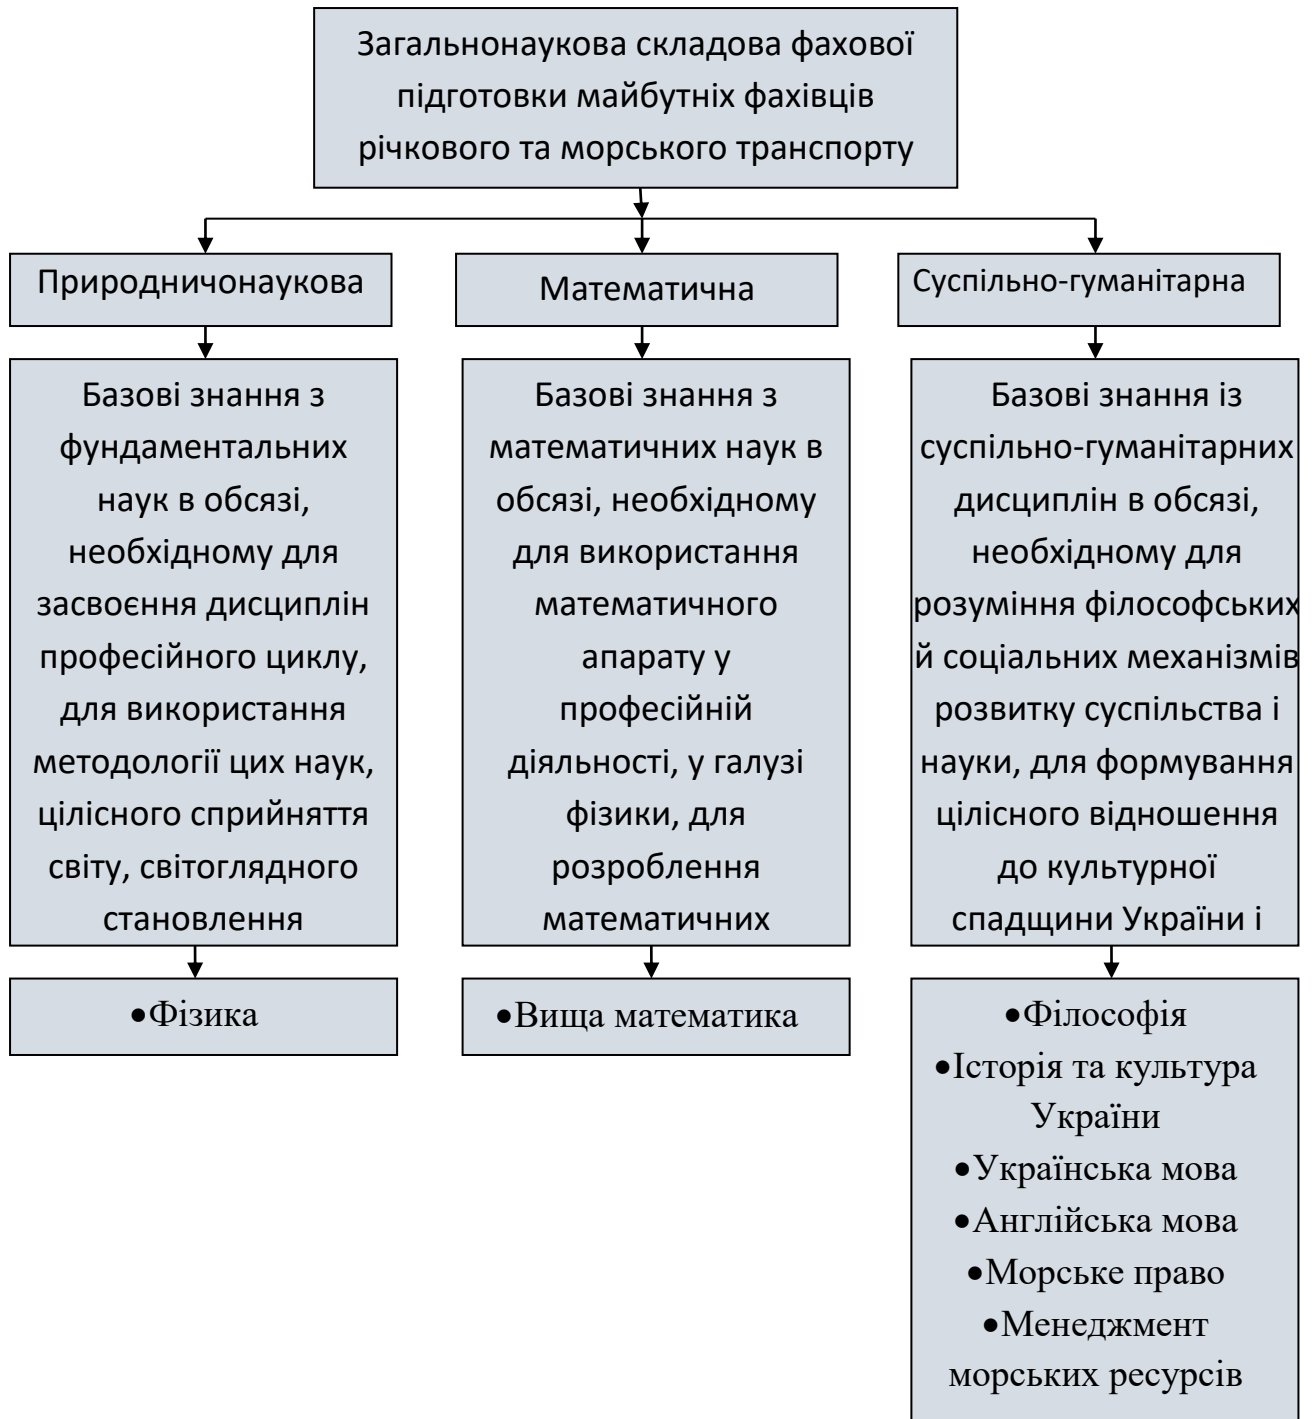 Загальнонаукова складова фахової
підготовки майбутніх фахівців
річкового та морського транспорту
Природничонаукова
Математична
Суспільно-гуманітарна
Базові знання з
фундаментальних
наук в обсязі,
необхідному для
засвоєння дисциплін
професійного циклу,
для використання
методології цих наук,
цілісного сприйняття
світу, світоглядного
становлення
Базові знання з
математичних наук в
обсязі, необхідному
для використання
математичного
апарату у
професійній
діяльності, у галузі
фізики, для
розроблення
математичних
Базові знання із
суспільно-гуманітарних
дисциплін в обсязі,
необхідному для
розуміння філософських
й соціальних механізмів
розвитку суспільства і
науки, для формування
цілісного відношення
до культурної
спадщини України і
•Фізика
•Вища математика
•Філософія
•Історія та культура
України
•Українська мова
•Англійська мова
•Морське право
•Менеджмент
морських ресурсів